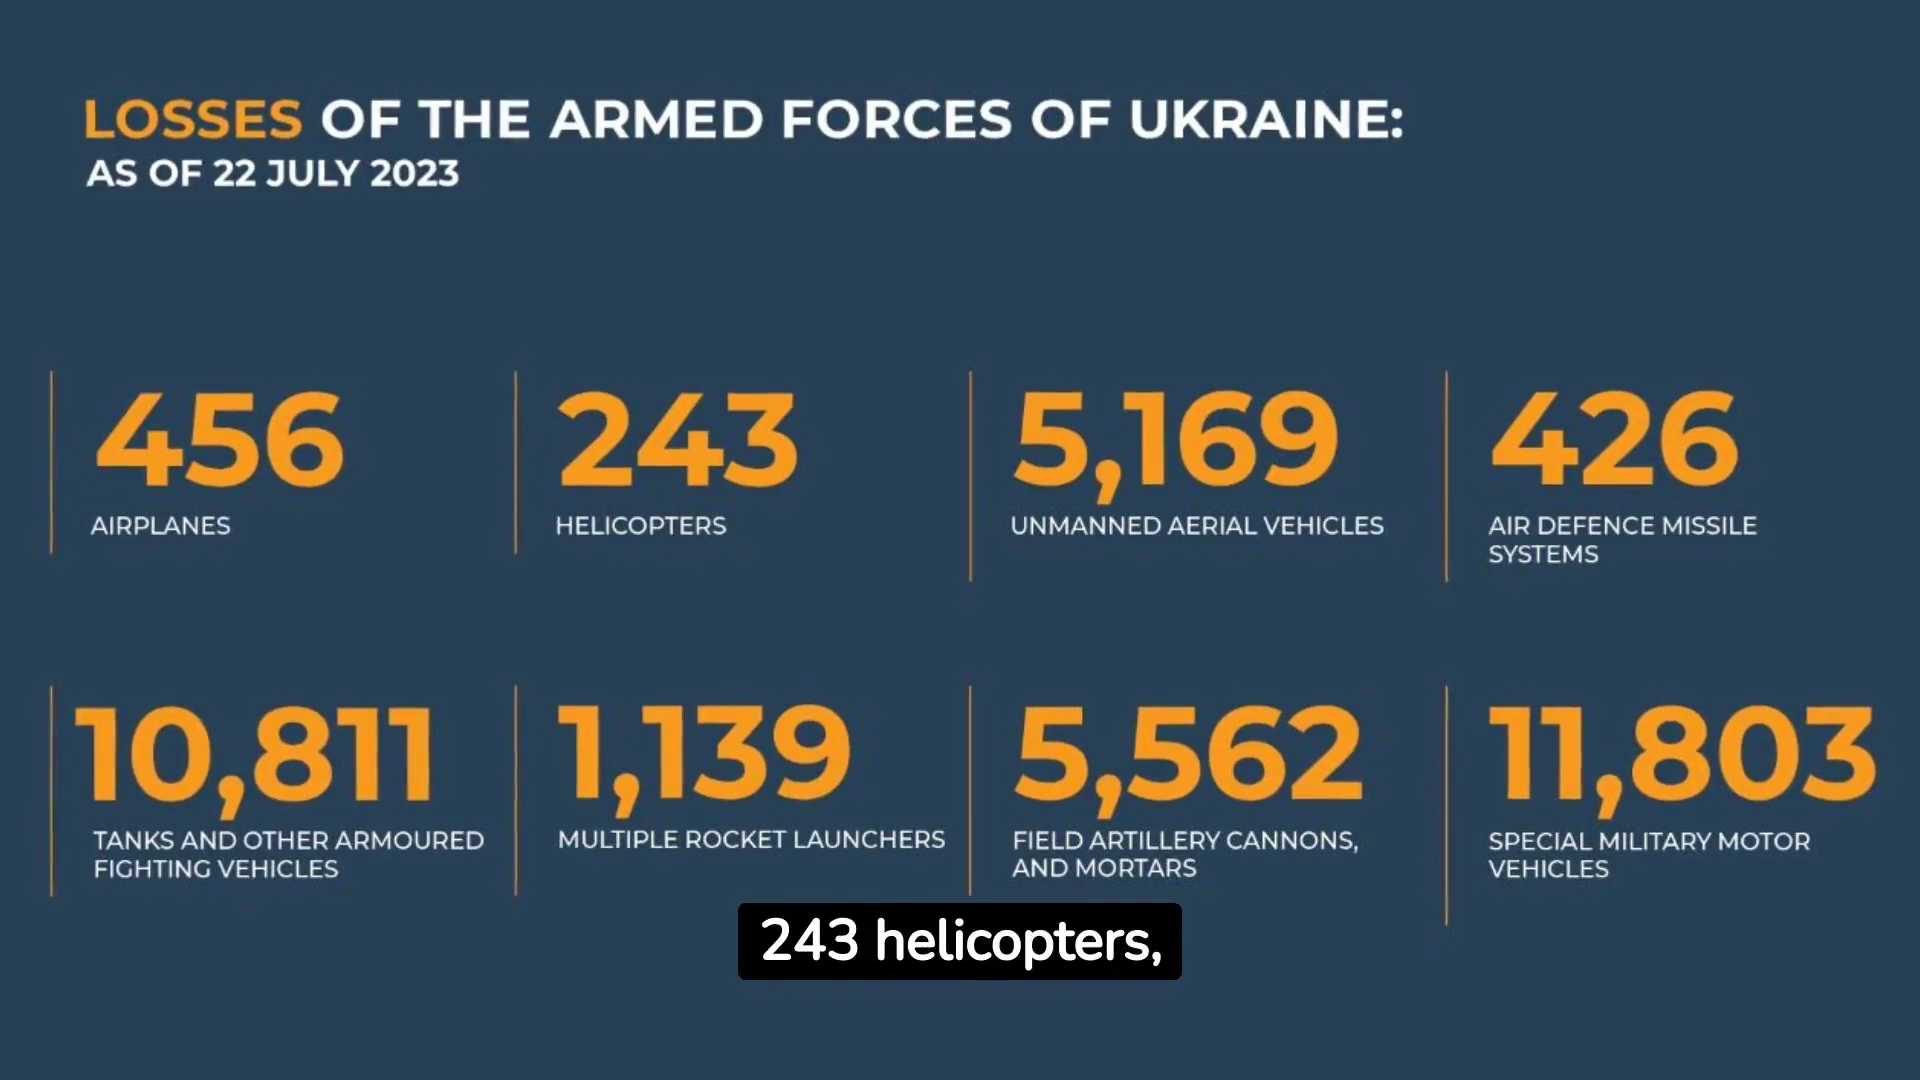 LOSSES OF THE ARMED FORCES OF UKRAINE:
AS OF 22 JULY 2023
456
AIRPLANES
243
HELICOPTERS
5,169
UNMANNED AERIAL VEHICLES
426
AIR DEFENCE MISSILE
SYSTEMS
10,811
TANKS AND OTHER ARMOURED
FIGHTING VEHICLES
1,139
MULTIPLE ROCKET LAUNCHERS
5,562
FIELD ARTILLERY CANNONS,
AND MORTARS
11,803
SPECIAL MILITARY MOTOR
VEHICLES
243 helicopters,